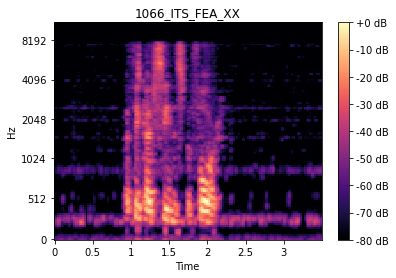 1066_ITS_FEA_XX
Hz
8192
4096
2048
1024
512
0
0
0.5
1
1.5
2
2.5
3
Time
+0 dB
-10 dB
-20 dB
-30 dB
-40 dB
-50 dB
-60 dB
-70 dB
-80 dB